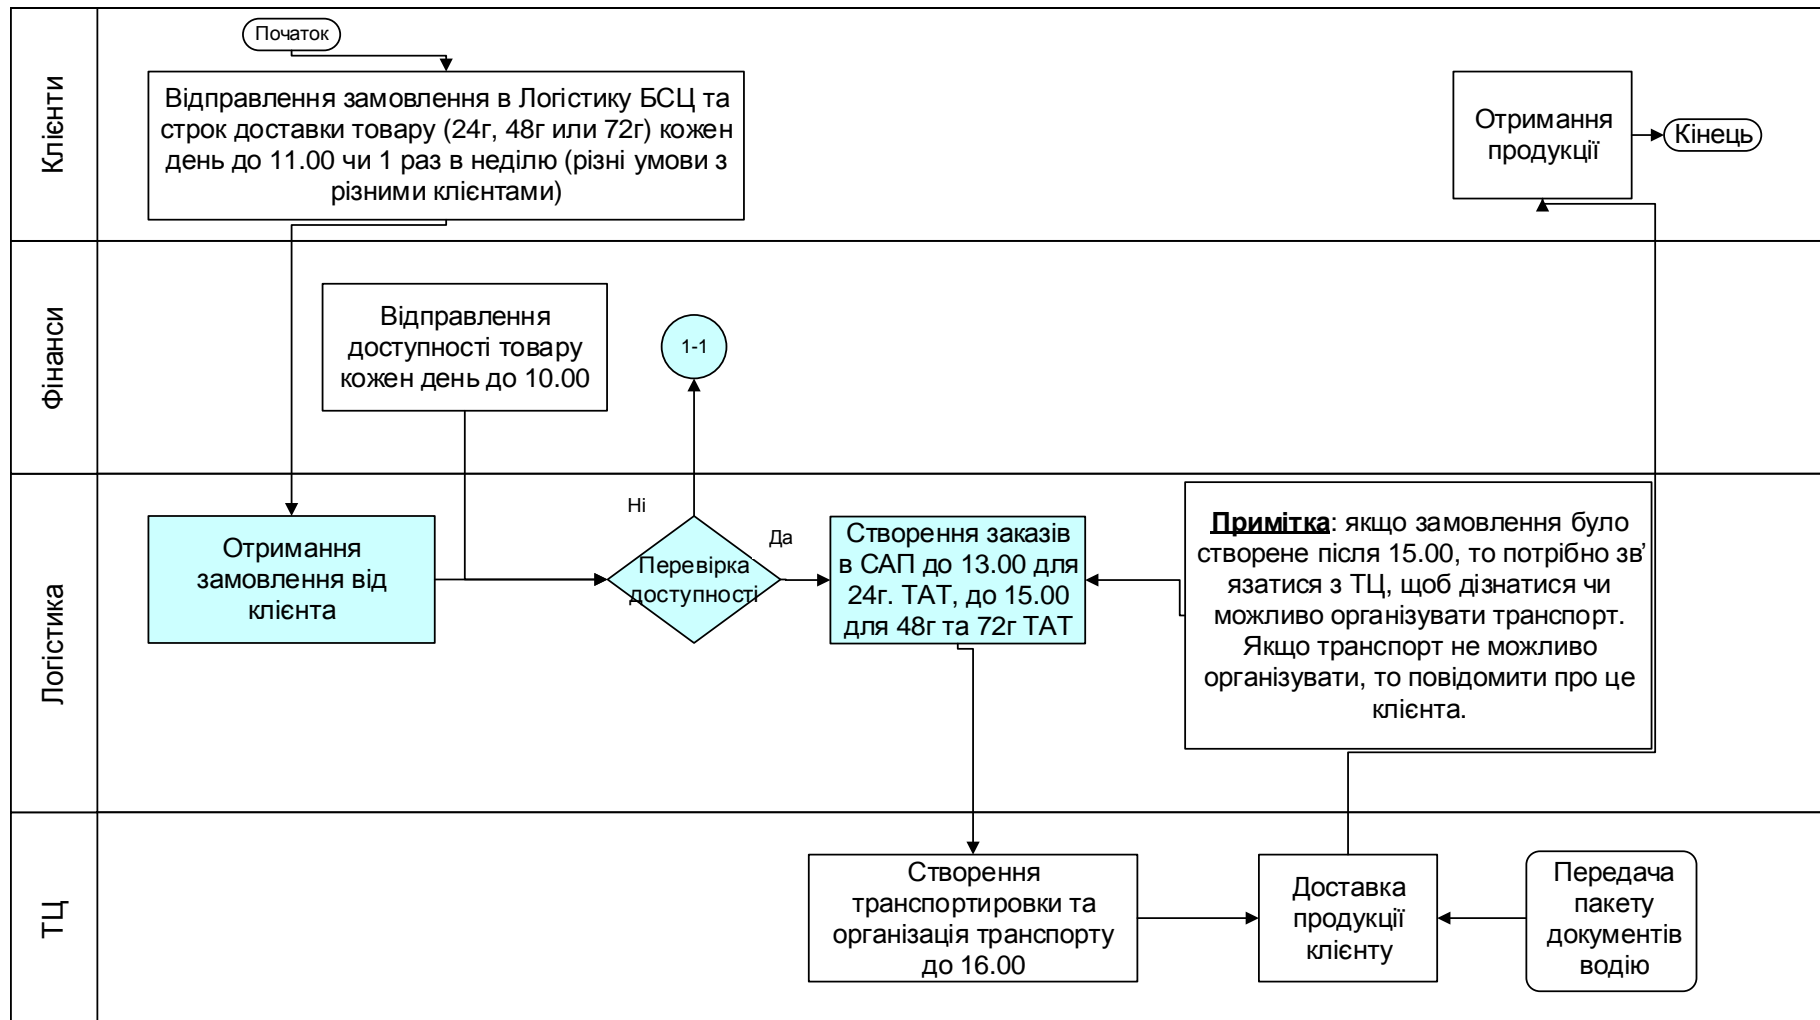 Клієнти
Початок
Відправлення замовлення в Логістику БСЦ та
строк доставки товару (24г, 48г или 72г) кожен
день до 11.00 чи 1 раз в неділю (різні умови з
різними клієнтами)
Отримання
продукції
Кінець
Фінанси
Відправлення
доступності товару
кожен день до 10.00
1-1
Логістика
Отримання
замовлення від
клієнта
Ні
Перевірка
доступності
Да
Створення заказів
в САП до 13.00 для
24г. ТАТ, до 15.00
для 48г та 72г ТАТ
Примітка: якщо замовлення було
створене після 15.00, то потрібно зв’
язатися з ТЦ, щоб дізнатися чи
можливо організувати транспорт.
Якщо транспорт не можливо
організувати, то повідомити про це
клієнта.
ТЦ
Створення
транспортировки та
організація транспорту
до 16.00
Доставка
продукції
клієнту
Передача
пакету
документів
водію